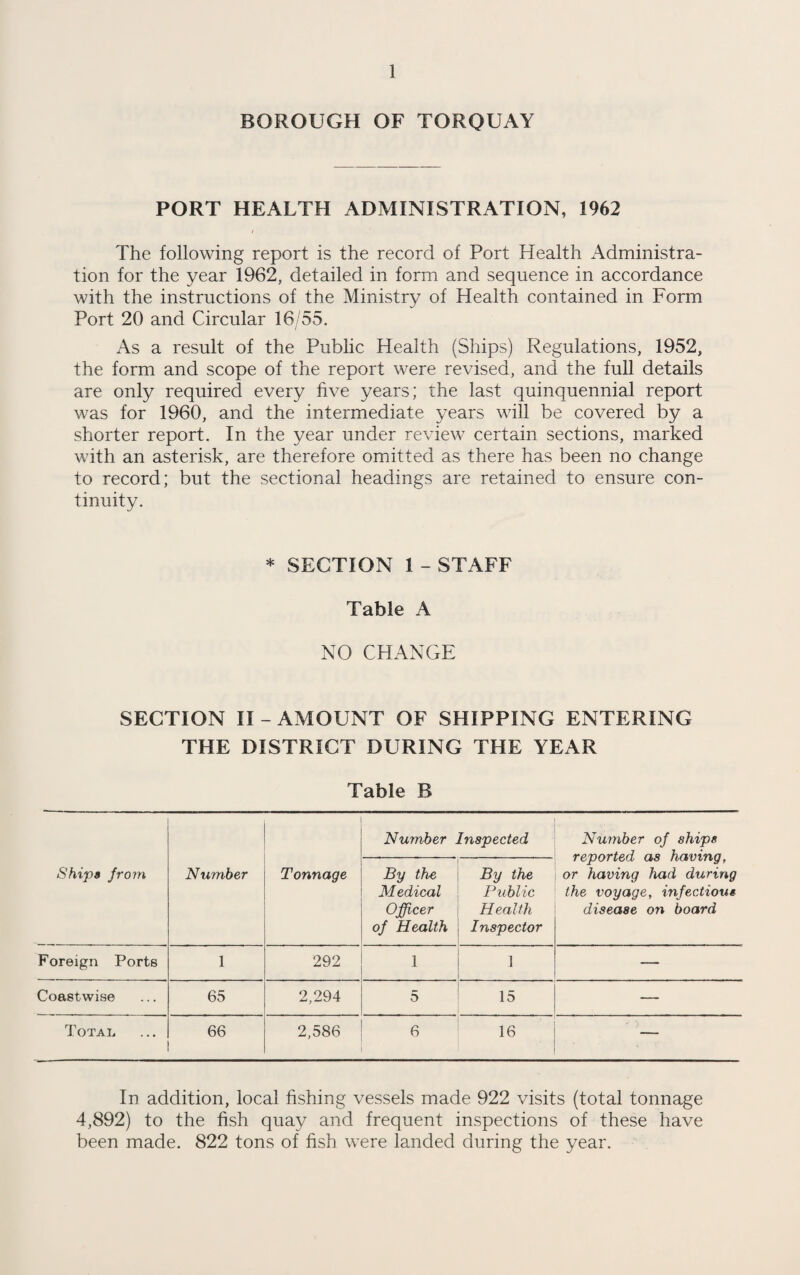 1
BOROUGH OF TORQUAY
PORT HEALTH ADMINISTRATION, 1962
The following report is the record of Port Health Administra-
tion for the year 1962, detailed in form and sequence in accordance
with the instructions of the Ministry of Health contained in Form
Port 20 and Circular 16/55.
As a result of the Public Health (Ships) Regulations, 1952,
the form and scope of the report were revised, and the full details
are only required every five years; the last quinquennial report
was for 1960, and the intermediate years will be covered by a
shorter report. In the year under review certain sections, marked
with an asterisk, are therefore omitted as there has been no change
to record; but the sectional headings are retained to ensure con-
tinuity.
* SECTION 1 - STAFF
Table A
NO CHANGE
SECTION II - AMOUNT OF SHIPPING ENTERING
THE DISTRICT DURING THE YEAR
Table B
Ships from | Number | Tonnage | Number Inspected | Number of ships
reported as having,
or having had during
the voyage, infectious
disease on board
By the
Medical
Officer
of Health | By the
Public
Health
Inspector
Foreign Ports | 1 | 292 | 1 | 1 | —
Coastwise ... | 65 | 2,294 | 5 | 15 | —
Total ... | 66 | 2,586 | 6 | 16 | —
In addition, local fishing vessels made 922 visits (total tonnage
4,892) to the fish quay and frequent inspections of these have
been made. 822 tons of fish were landed during the year.